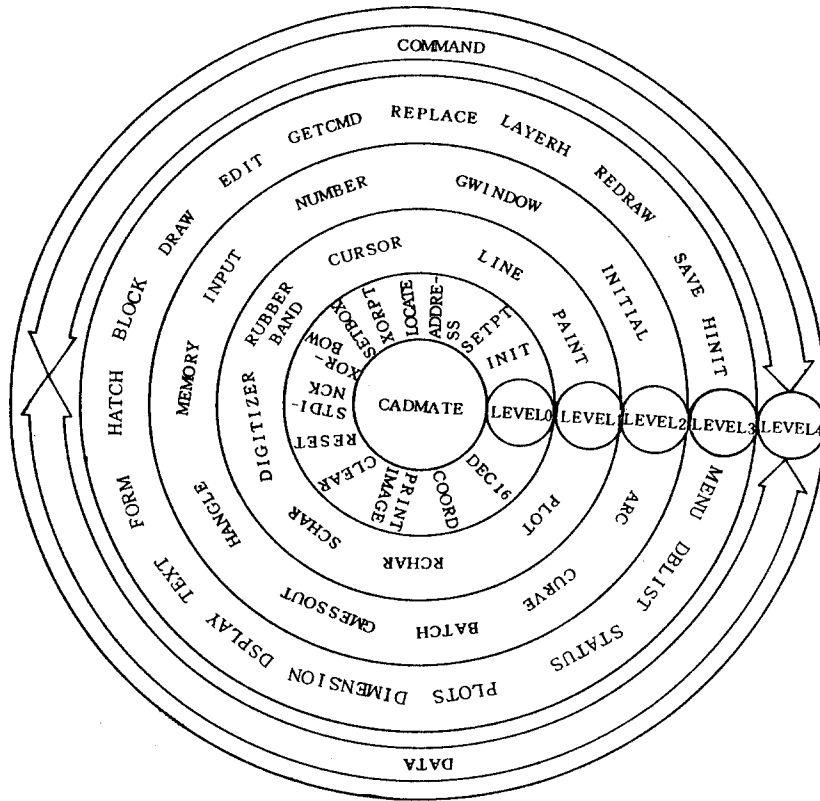 COMMAND
FORM
HATCH
BLOCK
DRAW
EDIT
GETCMD
REPLACE
LAYERH
REDRAW
SAVE
HINIT
MENU
DBLIST
STATUS
PLOTS
DIMENSION
DSPLAY
TEXT
HANGLE
MEMORY
INPUT
NUMBER
GWINDOW
INITIAL
ARC
CURVE
BATCH
GMESSOUT
DIGITIZER
RUBBER
BAND
CURSOR
LINE
PAINT
PLOT
RCHAR
SCHAR
CLEAR
RESET
STDI-
NCK
XOR-
BOW
SETBOX
XORPT
LOCATE
ADDRE-
SS
SETPT
INIT
DEC16
COORD
PRINT
IMAGE
CADMATE
LEVEL0
LEVEL1
LEVEL2
LEVEL3
LEVEL4
DATA